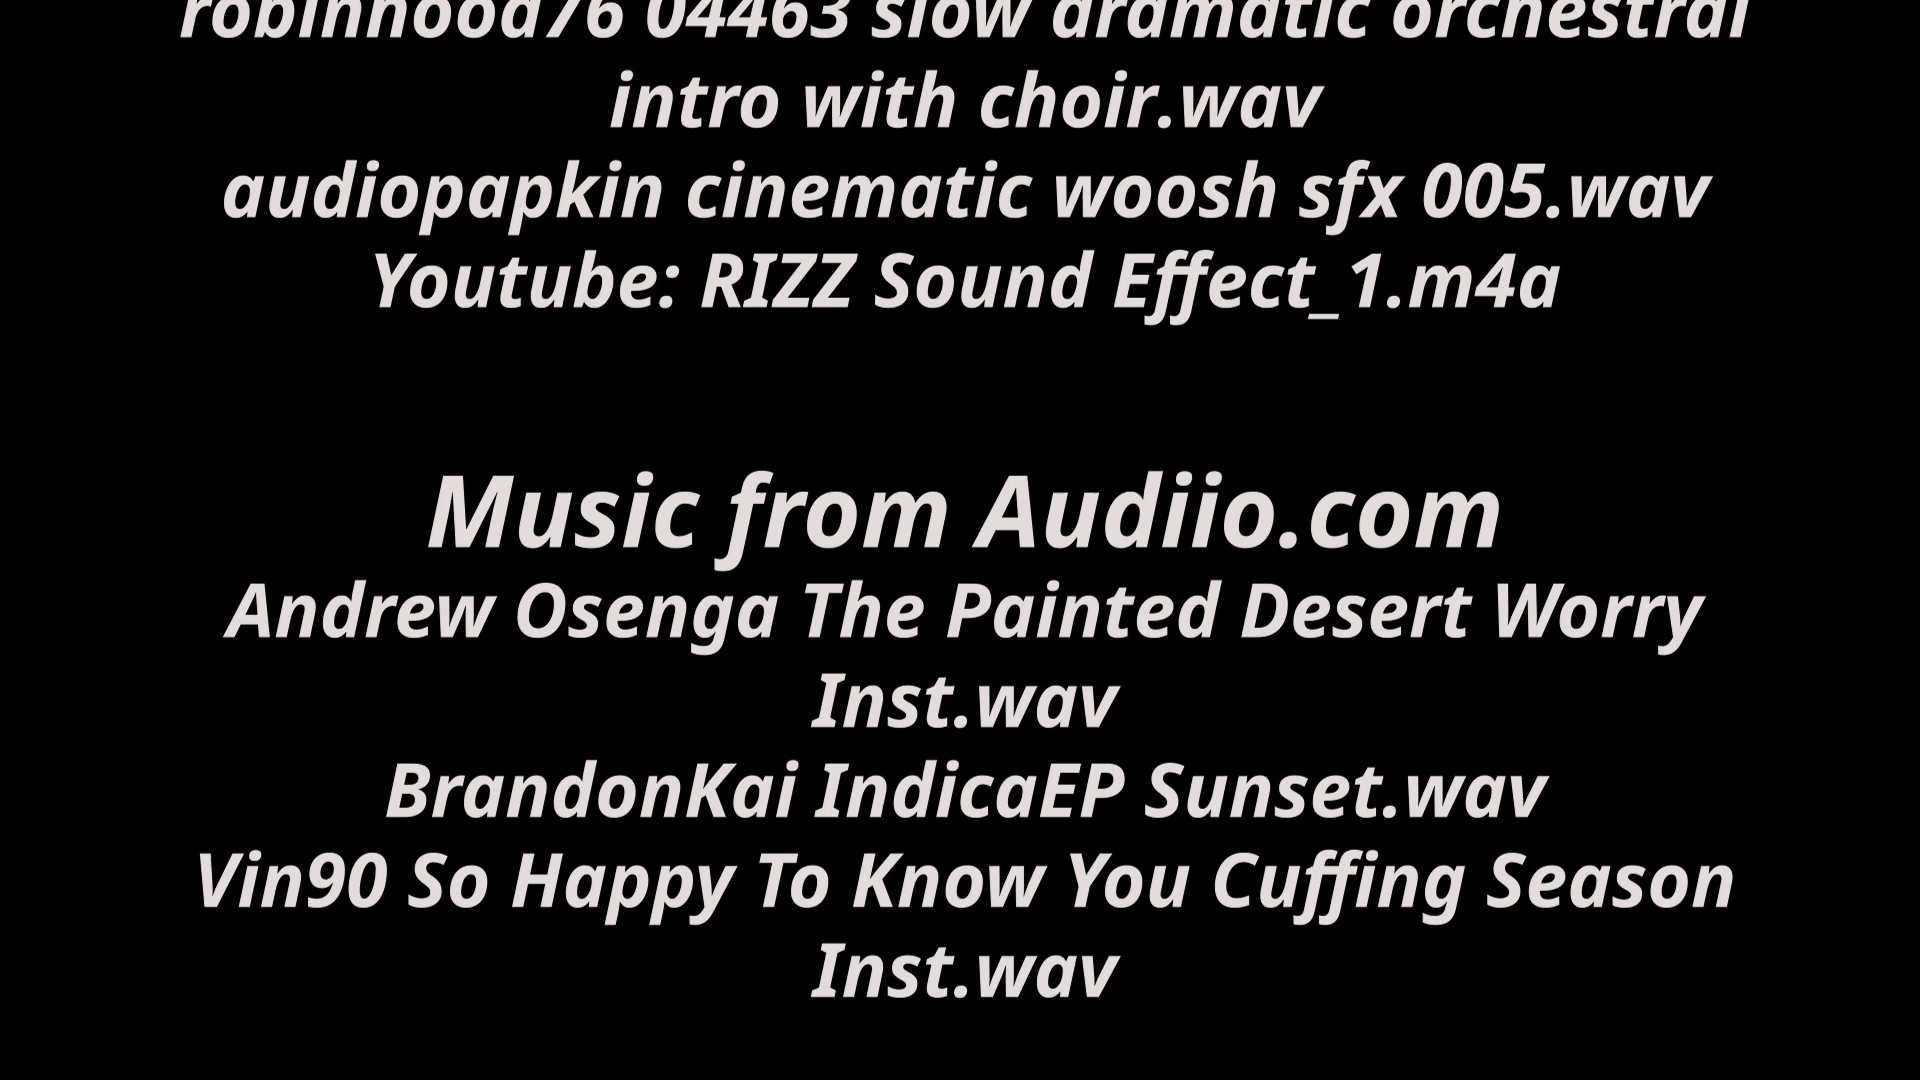 robinhood76 04463 slow dramatic orchestral
intro with choir.wav
audiopapkin cinematic woosh sfx 005.wav
Youtube: RIZZ Sound Effect_1.m4a
Music from Audiio.com
Andrew Osenga The Painted Desert Worry
Inst.wav
BrandonKai IndicaEP Sunset.wav
Vin90 So Happy To Know You Cuffing Season
Inst.wav